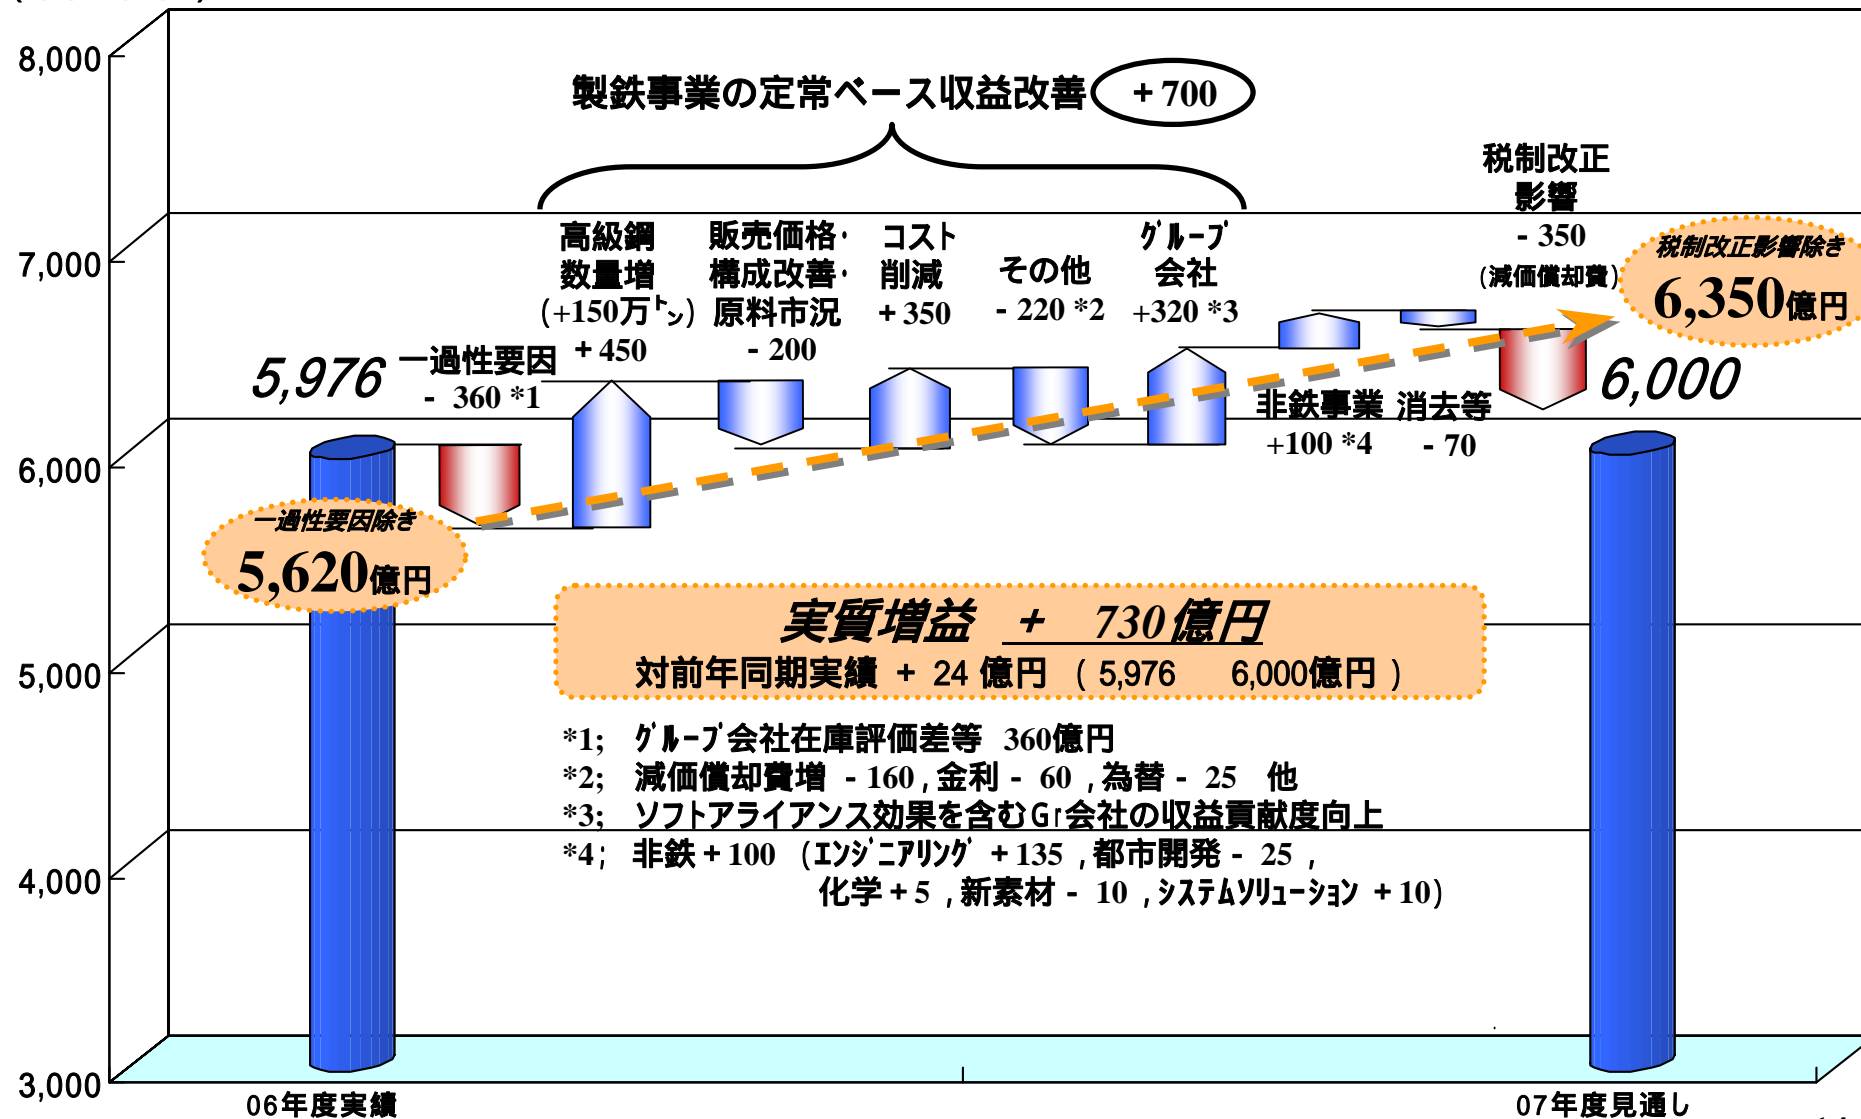 8,000
7,000
6,000
5,000
4,000
3,000
製鉄事業の定常ベース収益改善 +700
高級鋼
数量増
(+150万トン)
+450
販売価格・
構成改善・
原料市況
- 200
コスト
削減
+350
その他
- 220 *2
グループ
会社
+320 *3
税制改正
影響
- 350
(減価償却費)
税制改正影響除き
6,350億円
5,976
一過性要因
- 360 *1
非鉄事業
+100 *4
消去等
- 70
6,000
一過性要因除き
5,620億円
実質増益 + 730億円
対前年同期実績 + 24 億円 ( 5,976 6,000億円 )
*1; グループ会社在庫評価差等 360億円
*2; 減価償却費増 - 160 , 金利 - 60 , 為替 - 25 他
*3; ソフトアライアンス効果を含むGr会社の収益貢献度向上
*4; 非鉄 + 100 (エンジニアリング +135 , 都市開発 - 25 ,
化学 + 5 , 新素材 - 10 , システムソリューション + 10)
06年度実績
07年度見通し